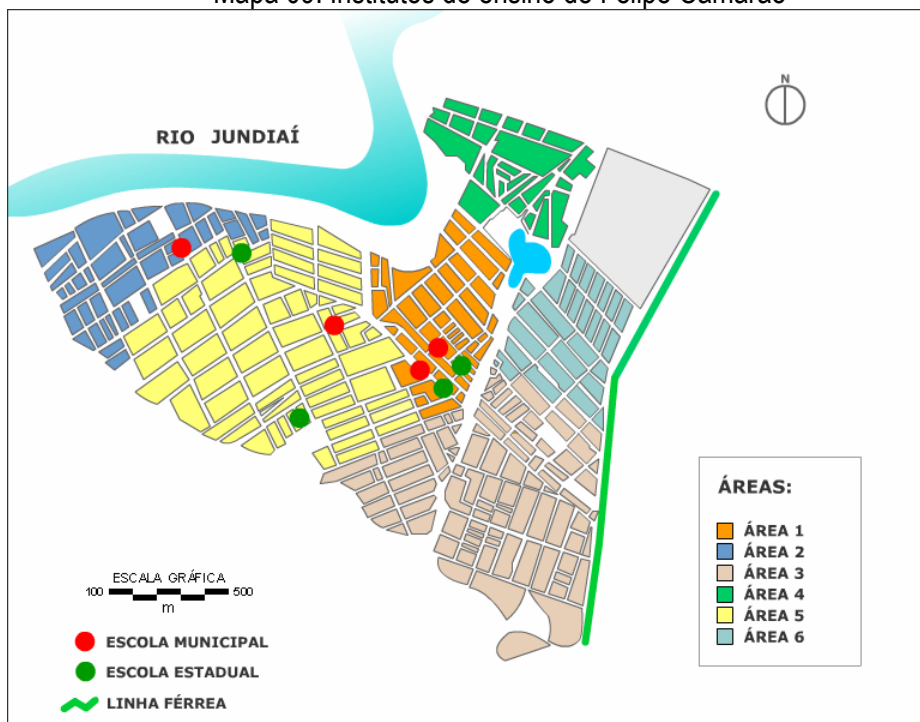 RIO JUNDIAÍ
N
ÁREAS:
ÁREA 1
ÁREA 2
ÁREA 3
ÁREA 4
ÁREA 5
ÁREA 6
ESCALA GRÁFICA
100 500
m
ESCOLA MUNICIPAL
ESCOLA ESTADUAL
LINHA FÉRREA